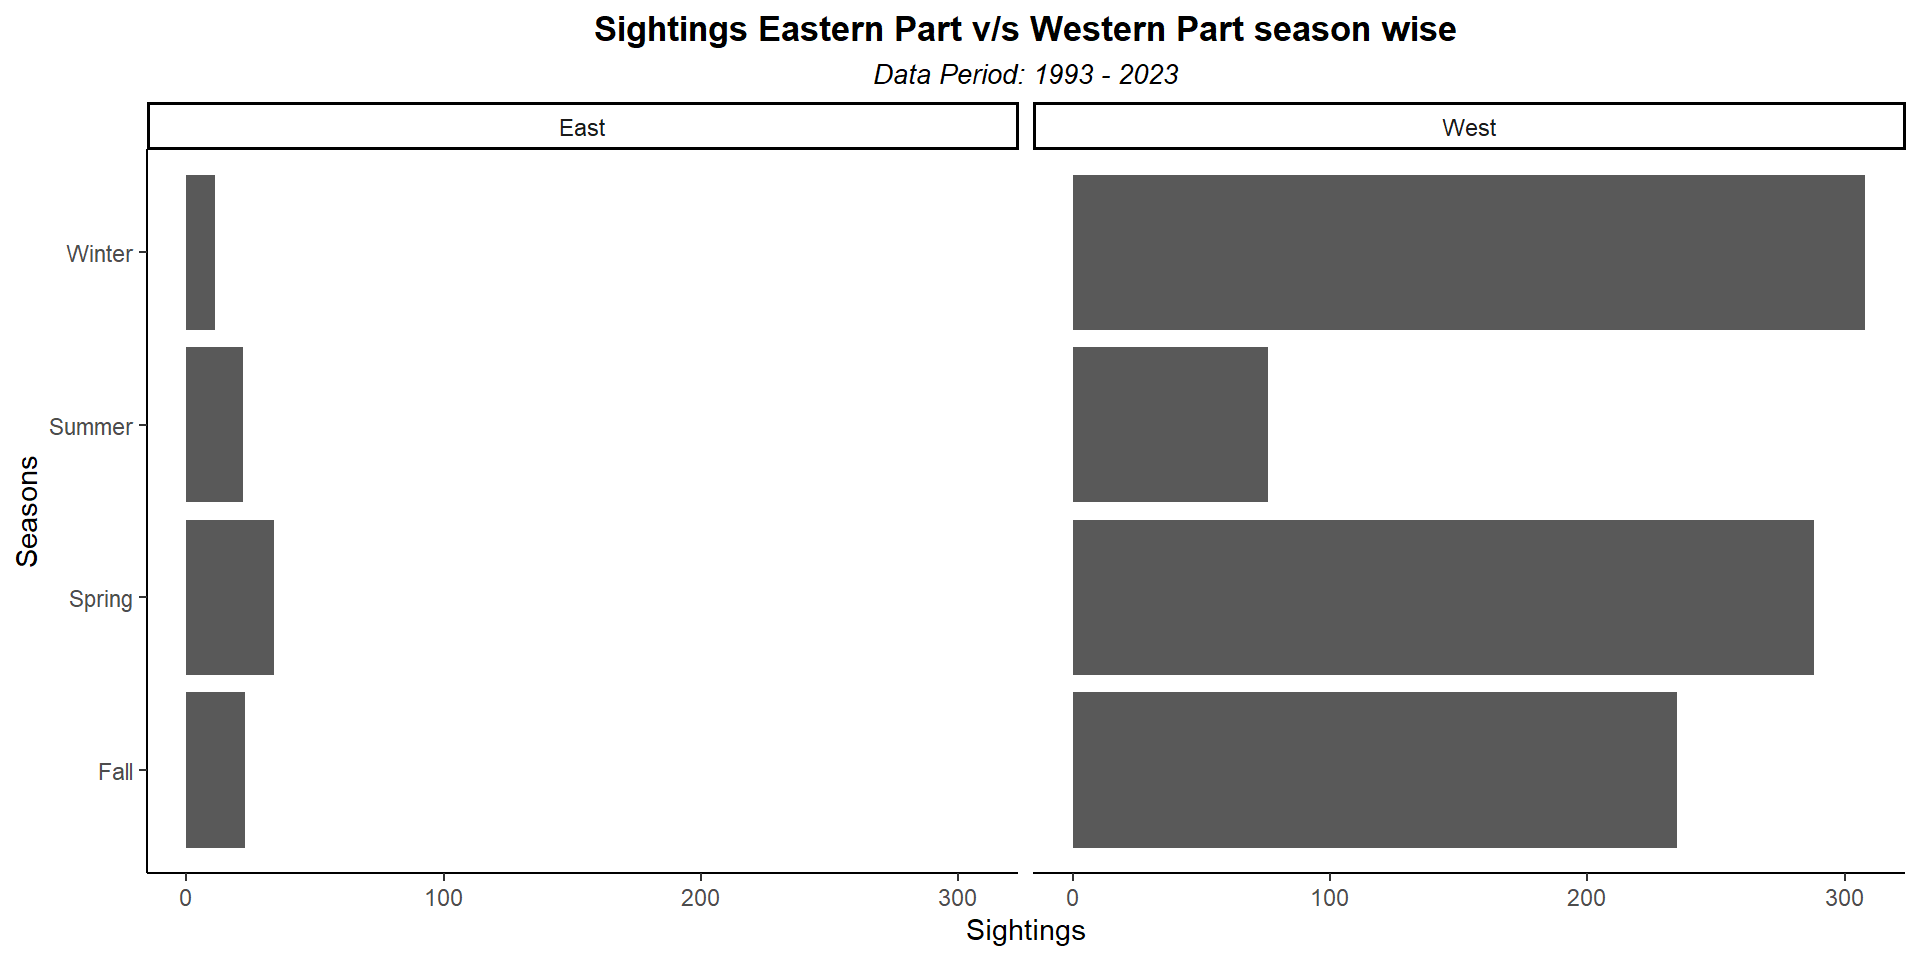 Sightings Eastern Part v/s Western Part season wise
Data Period: 1993 - 2023
East
West
Winter
Summer
Spring
Fall
Seasons
0 100 200 300
0 100 200 300
Sightings